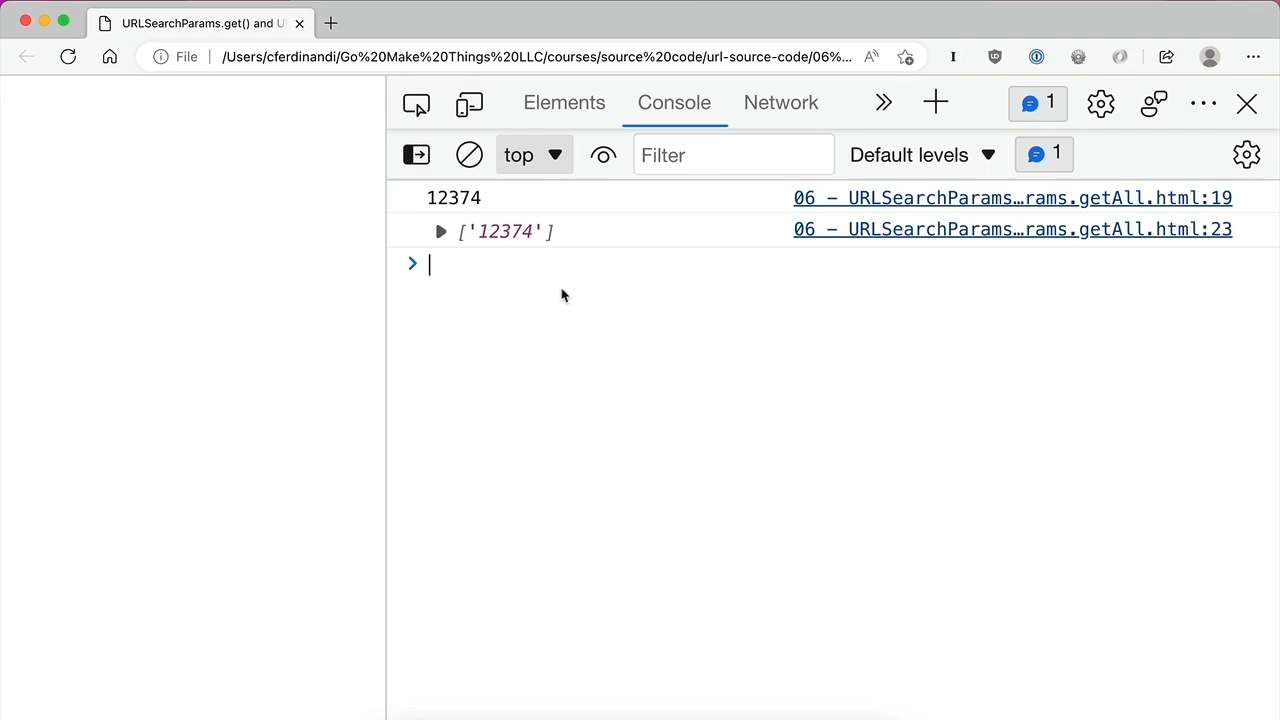 URLSearchParams.get() and U
File
/Users/cferdinandi/Go%20Make%20Things%20LLC/courses/source%20code/url-source-code/06%...
Elements
Console
Network
1
top
Filter
Default levels
1
12374
06 – URLSearchParams…rams.getAll.html:19
['12374']
06 – URLSearchParams…rams.getAll.html:23